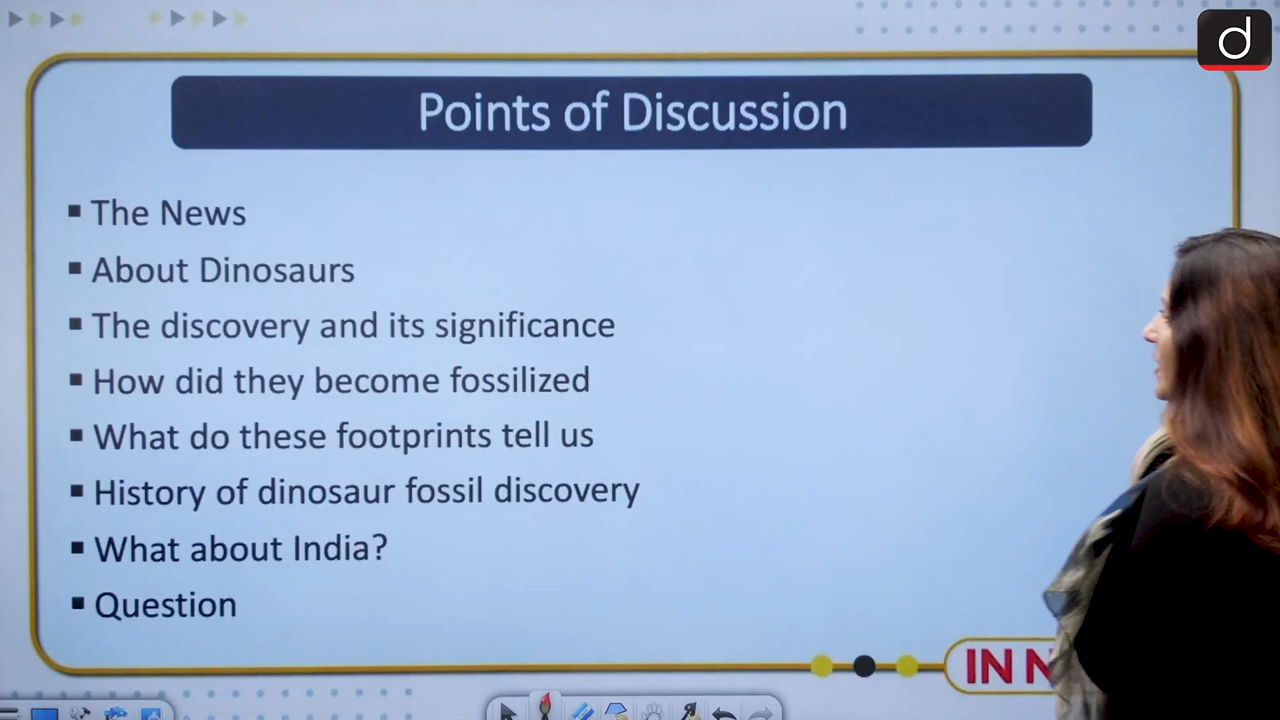 d
Points of Discussion
▪ The News
▪ About Dinosaurs
▪ The discovery and its significance
▪ How did they become fossilized
▪ What do these footprints tell us
▪ History of dinosaur fossil discovery
▪ What about India?
▪ Question
IN